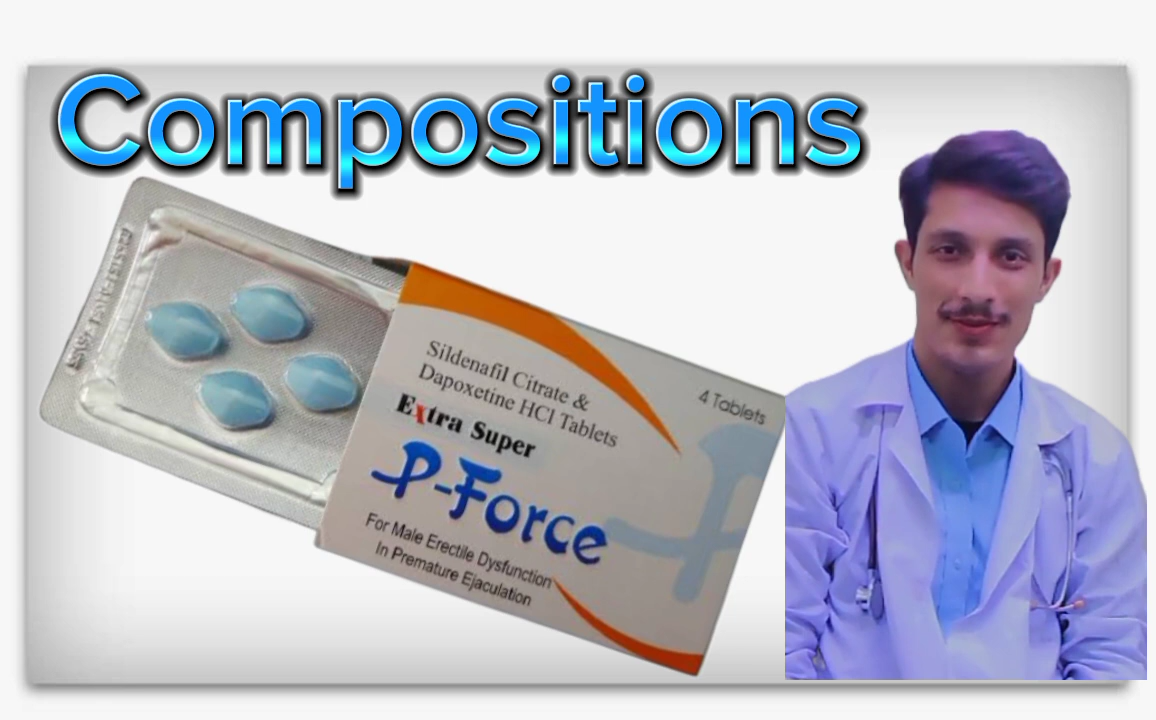 Compositions
Sildenafil Citrate &
Dapoxetine HCl Tablets
4 Tablets
Extra Super
P-Force
For Male Erectile Dysfunction
In Premature Ejaculation